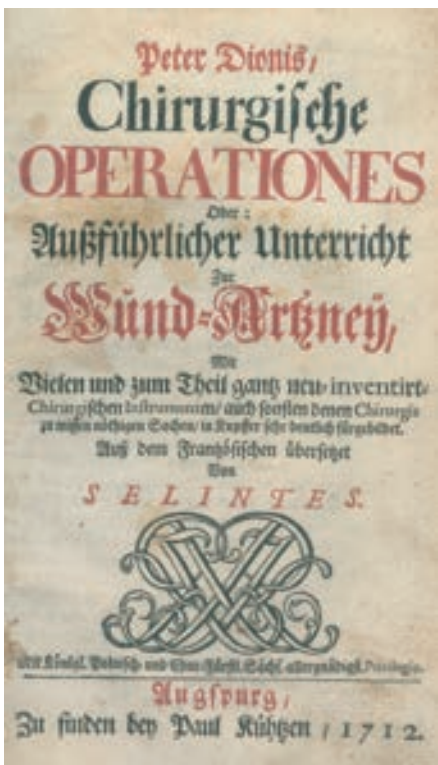 Peter Dionis/
Chirurgische
OPERATIONES
Oder:
Außführlicher Unterricht
Zur
Wund-Artzney,
Mit
Vielen und zum Theil gantz neu-inventirt-
Chirurgischen Instrumenten/ auch sonsten denen Chirurgis
zu wissen nöthigen Sachen/ in Kupffer sehr deutlich fürgebildet.
Auß dem Frantzösischen übersetzet
Von
SELINTES.
Mit Königl. Polnisch- und Chur-Fürstl. Sächs. allergnädigst. Privilegio.
Augspurg/
Zu finden bey Paul Kühtzen/ 1712.